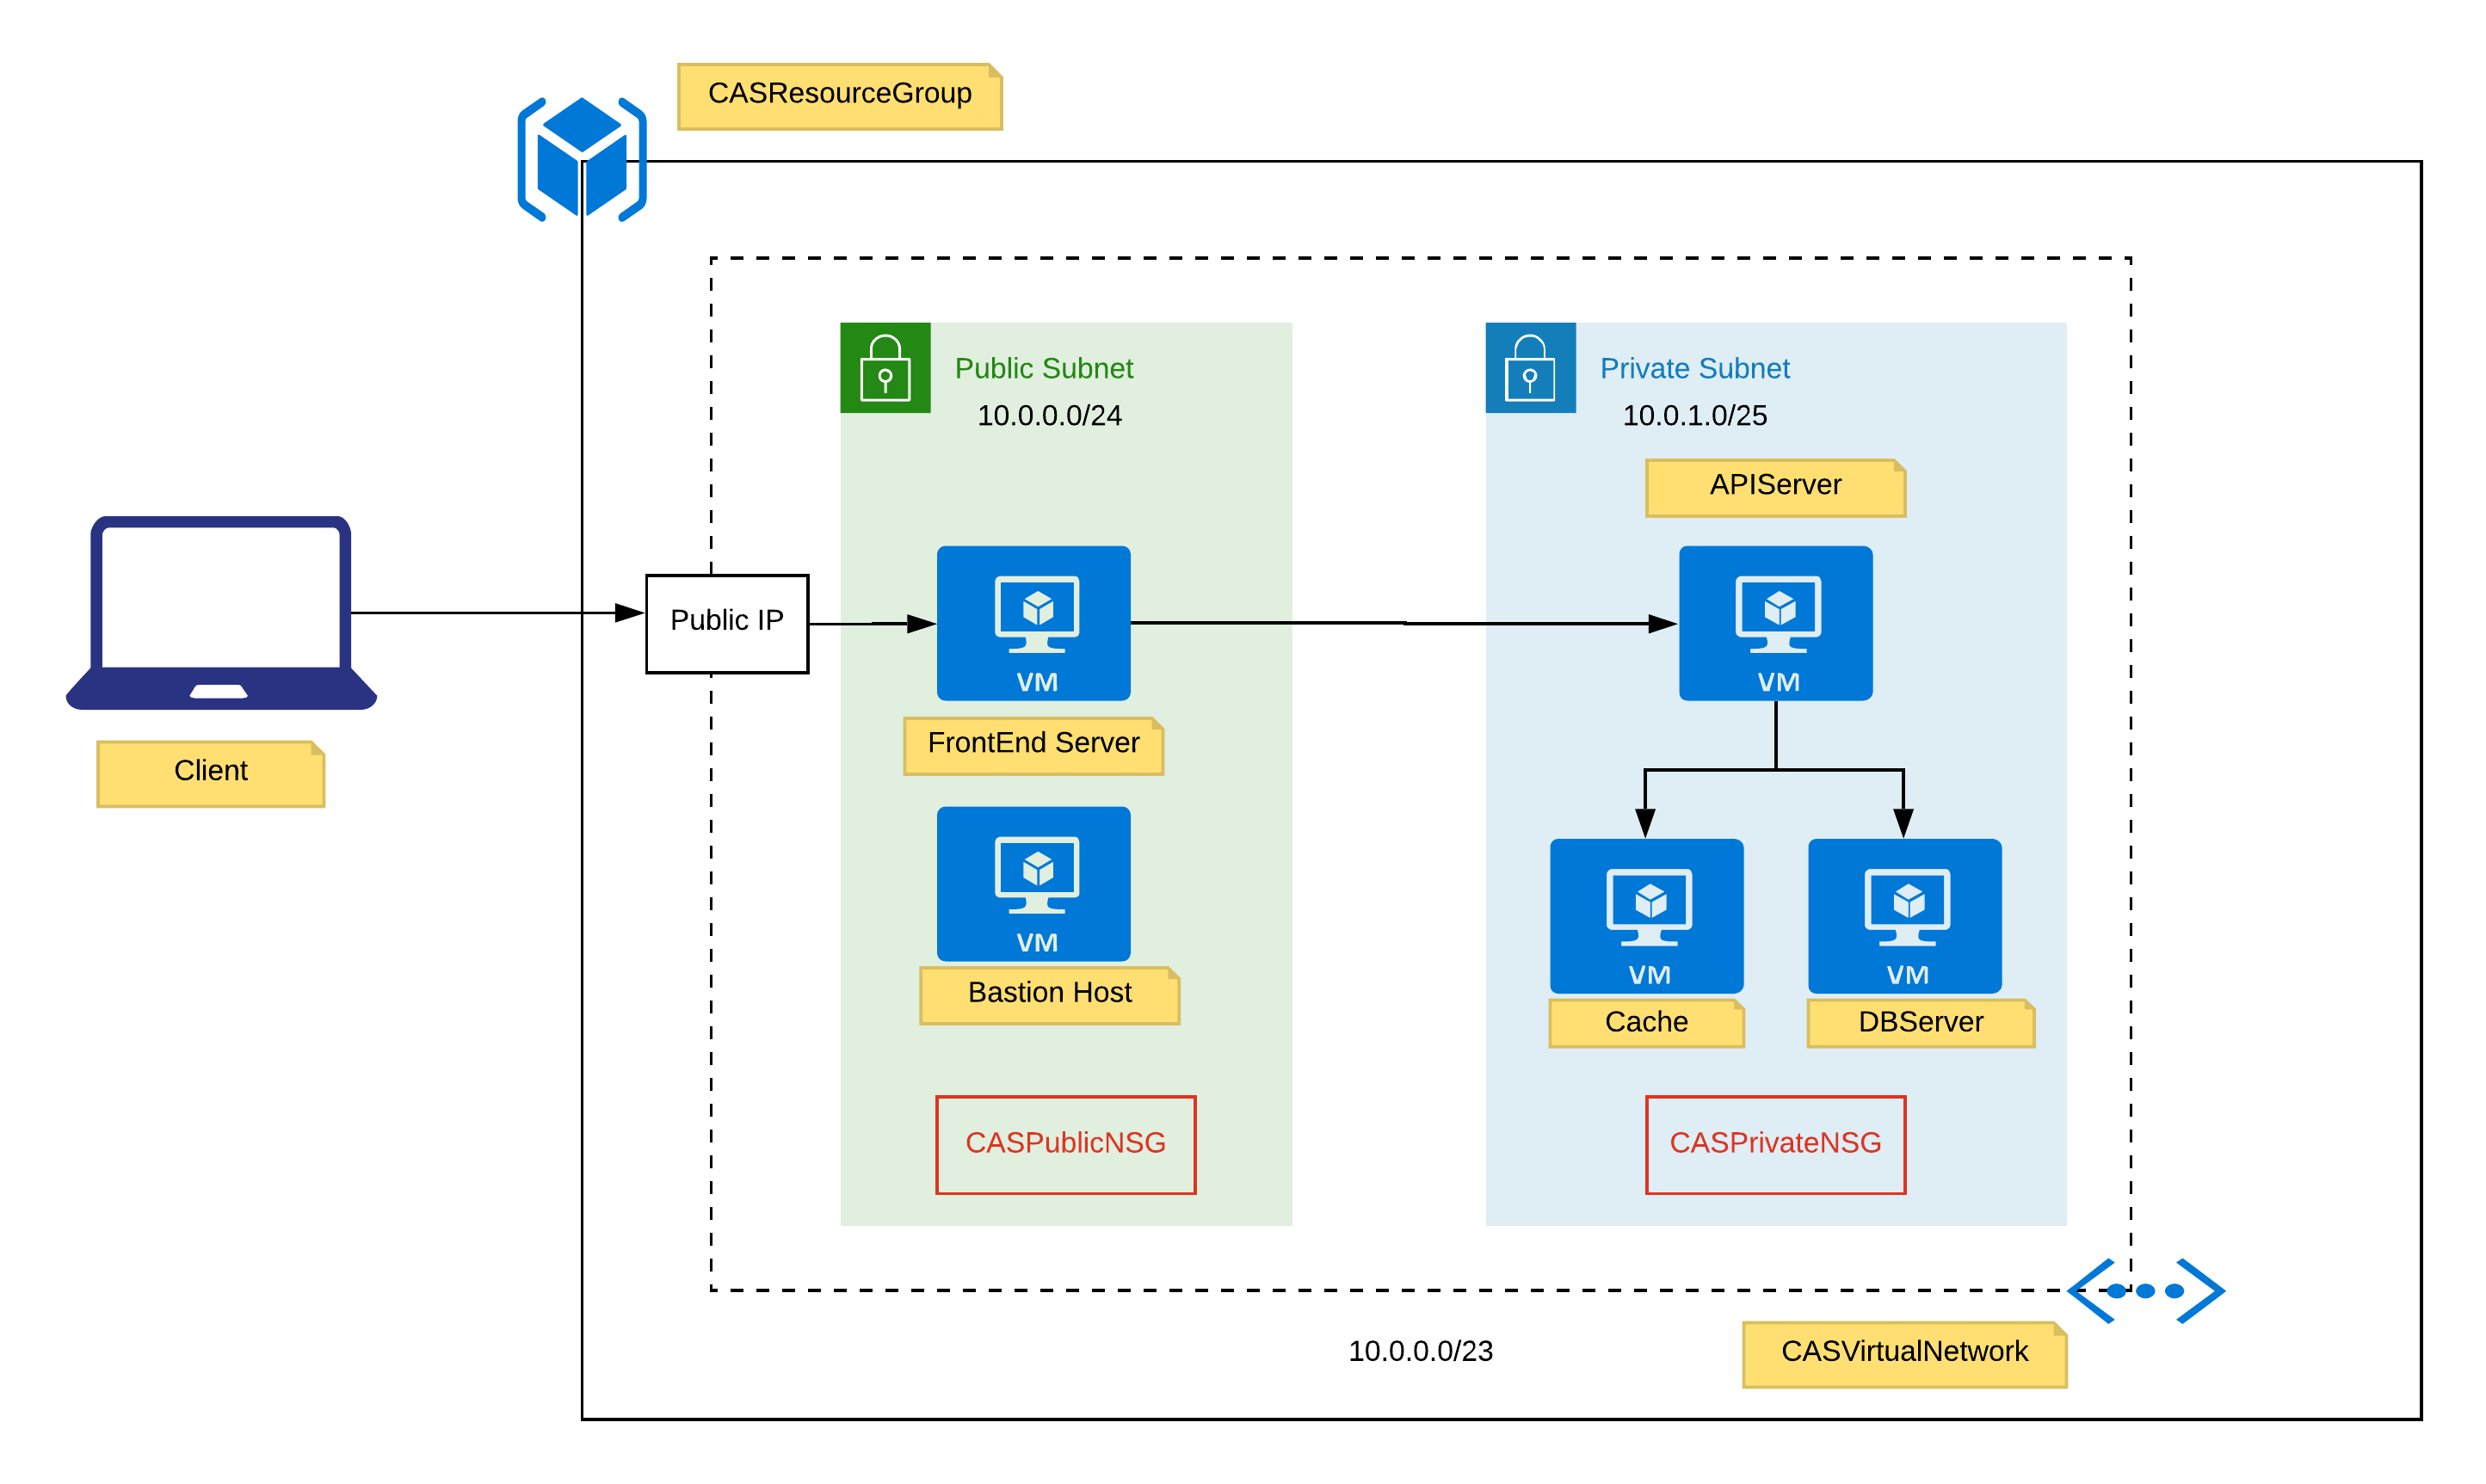 CASResourceGroup
Public Subnet
10.0.0.0/24
Private Subnet
10.0.1.0/25
APIServer
Public IP
VM
VM
FrontEnd Server
Client
VM
Bastion Host
VM
VM
Cache
DBServer
CASPublicNSG
CASPrivateNSG
10.0.0.0/23
CASVirtualNetwork